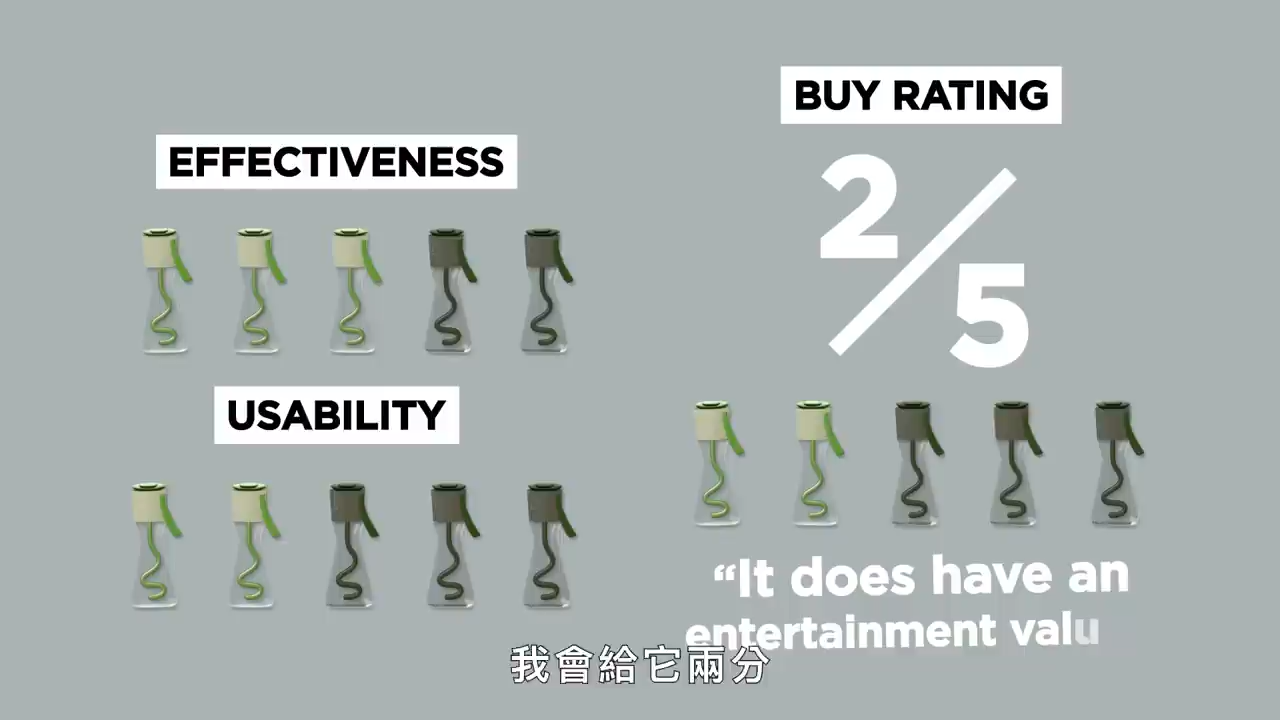 EFFECTIVENESS
USABILITY
BUY RATING
2/5
“It does have an
entertainment valu
我會給它兩分